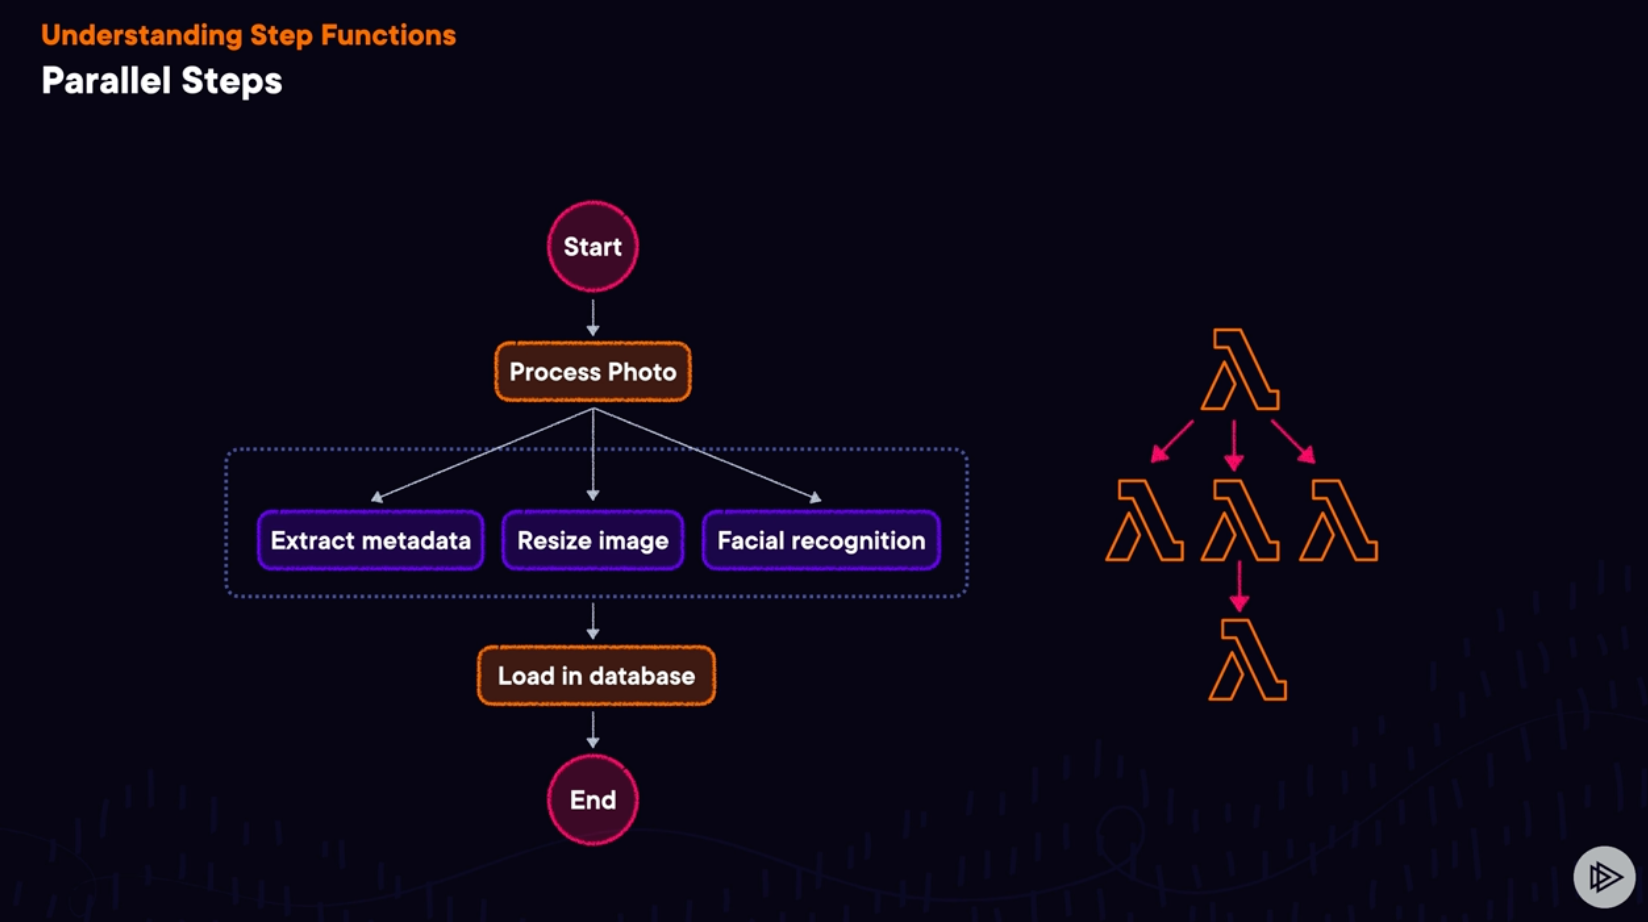 Understanding Step Functions
Parallel Steps
Start
Process Photo
Extract metadata
Resize image
Facial recognition
Load in database
End